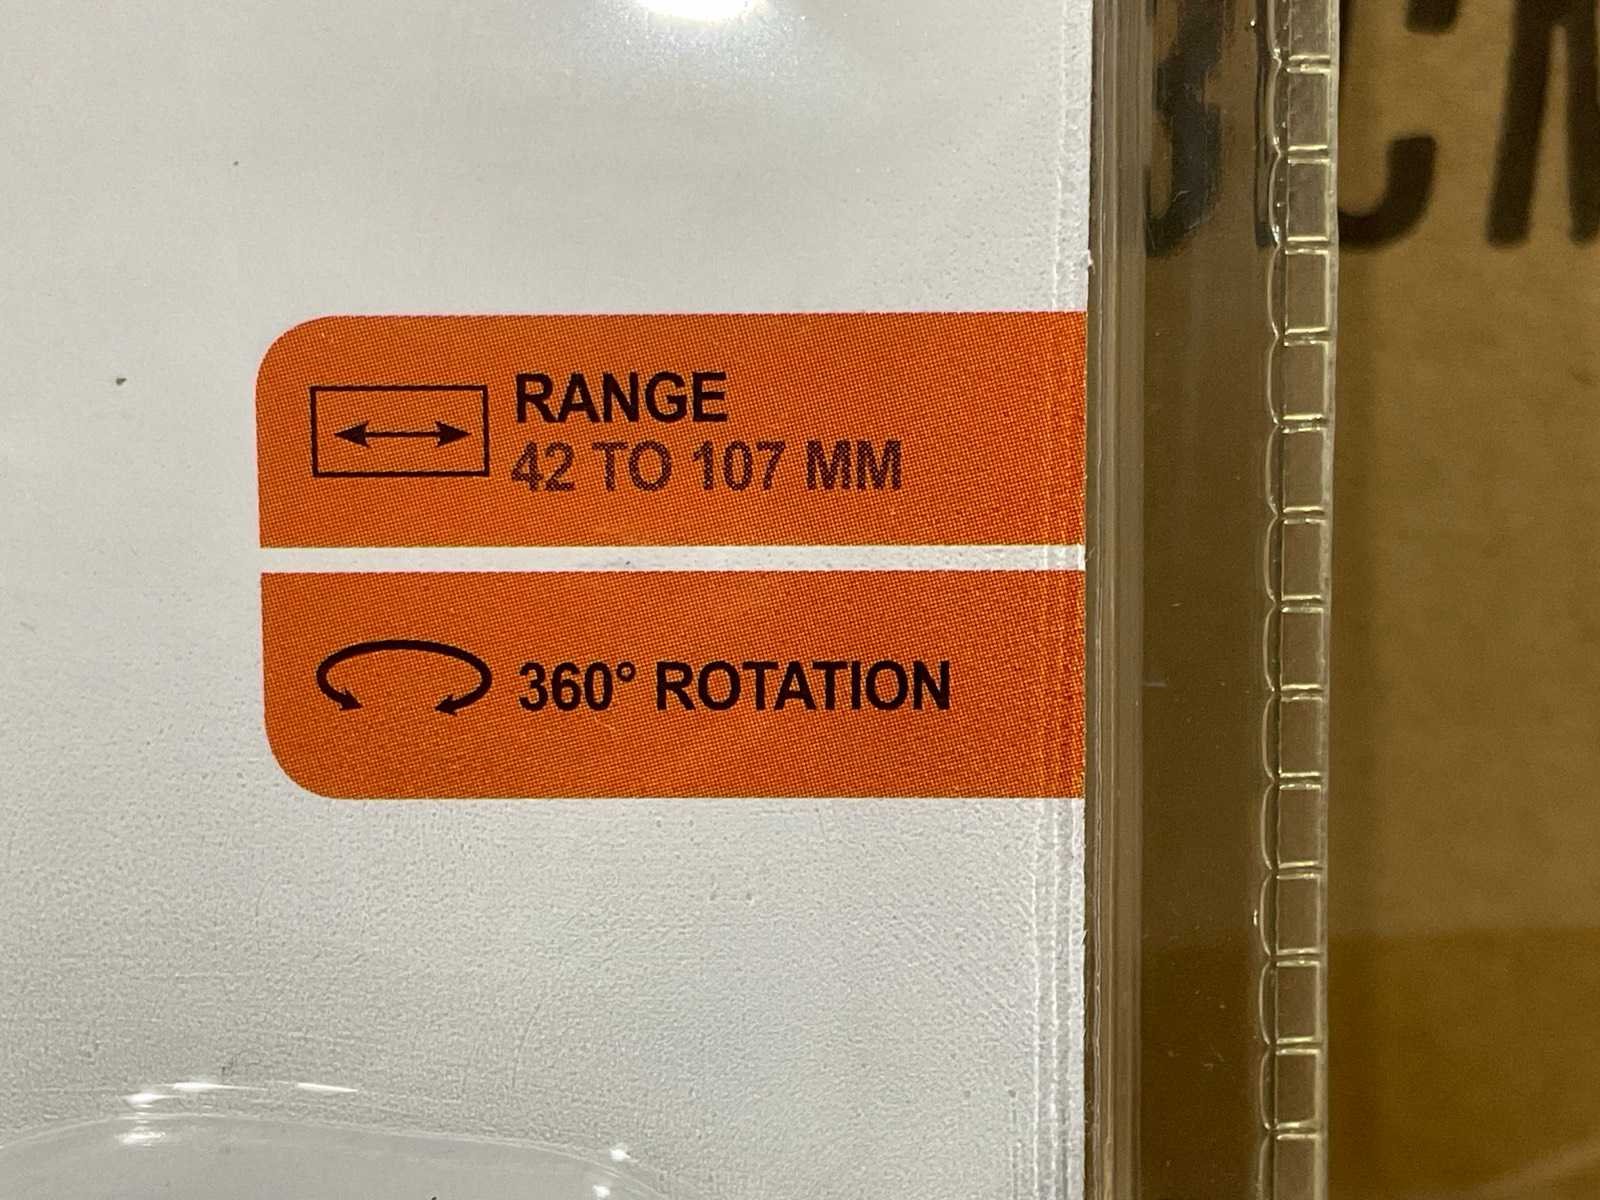 RANGE
42 TO 107 MM
360° ROTATION